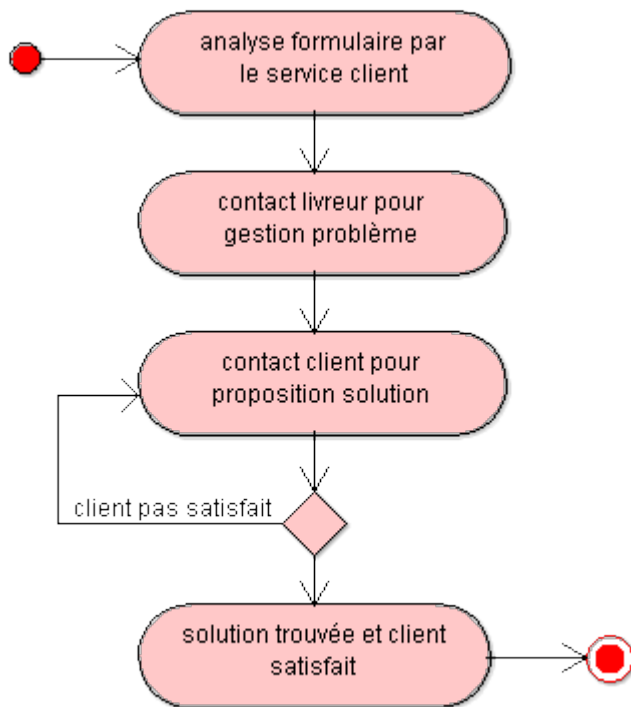 analyse formulaire par
le service client
contact livreur pour
gestion problème
contact client pour
proposition solution
client pas satisfait
solution trouvée et client
satisfait